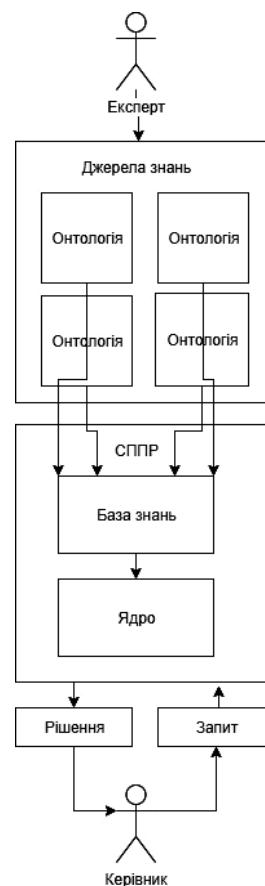 Експерт
Джерела знань
Онтологія
Онтологія
Онтологія
Онтологія
СППР
База знань
Ядро
Рішення
Запит
Керівник